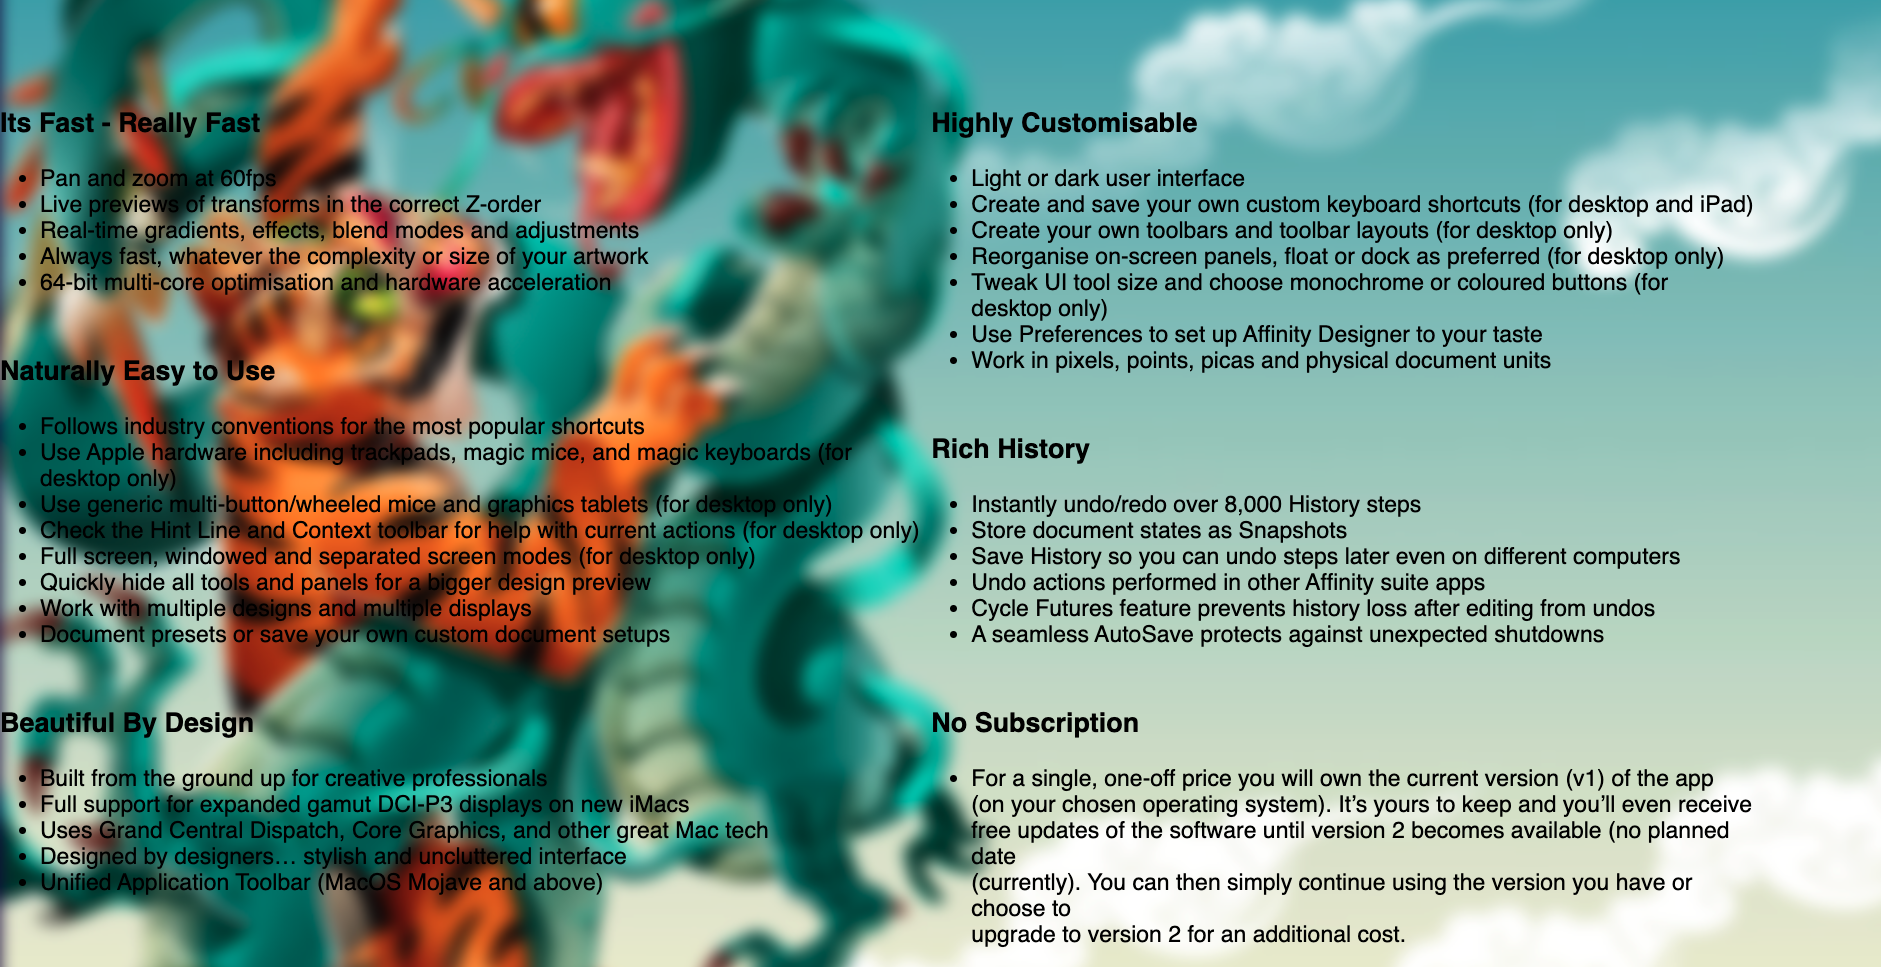 Its Fast - Really Fast
• Pan and zoom at 60fps
• Live previews of transforms in the correct Z-order
• Real-time gradients, effects, blend modes and adjustments
• Always fast, whatever the complexity or size of your artwork
• 64-bit multi-core optimisation and hardware acceleration
Naturally Easy to Use
• Follows industry conventions for the most popular shortcuts
• Use Apple hardware including trackpads, magic mice, and magic keyboards (for
desktop only)
• Use generic multi-button/wheeled mice and graphics tablets (for desktop only)
• Check the Hint Line and Context toolbar for help with current actions (for desktop only)
• Full screen, windowed and separated screen modes (for desktop only)
• Quickly hide all tools and panels for a bigger design preview
• Work with multiple designs and multiple displays
• Document presets or save your own custom document setups
Beautiful By Design
• Built from the ground up for creative professionals
• Full support for expanded gamut DCI-P3 displays on new iMacs
• Uses Grand Central Dispatch, Core Graphics, and other great Mac tech
• Designed by designers… stylish and uncluttered interface
• Unified Application Toolbar (MacOS Mojave and above)
Highly Customisable
• Light or dark user interface
• Create and save your own custom keyboard shortcuts (for desktop and iPad)
• Create your own toolbars and toolbar layouts (for desktop only)
• Reorganise on-screen panels, float or dock as preferred (for desktop only)
• Tweak UI tool size and choose monochrome or coloured buttons (for
desktop only)
• Use Preferences to set up Affinity Designer to your taste
• Work in pixels, points, picas and physical document units
Rich History
• Instantly undo/redo over 8,000 History steps
• Store document states as Snapshots
• Save History so you can undo steps later even on different computers
• Undo actions performed in other Affinity suite apps
• Cycle Futures feature prevents history loss after editing from undos
• A seamless AutoSave protects against unexpected shutdowns
No Subscription
• For a single, one-off price you will own the current version (v1) of the app
(on your chosen operating system). It’s yours to keep and you’ll even receive
free updates of the software until version 2 becomes available (no planned
date
(currently). You can then simply continue using the version you have or
choose to
upgrade to version 2 for an additional cost.